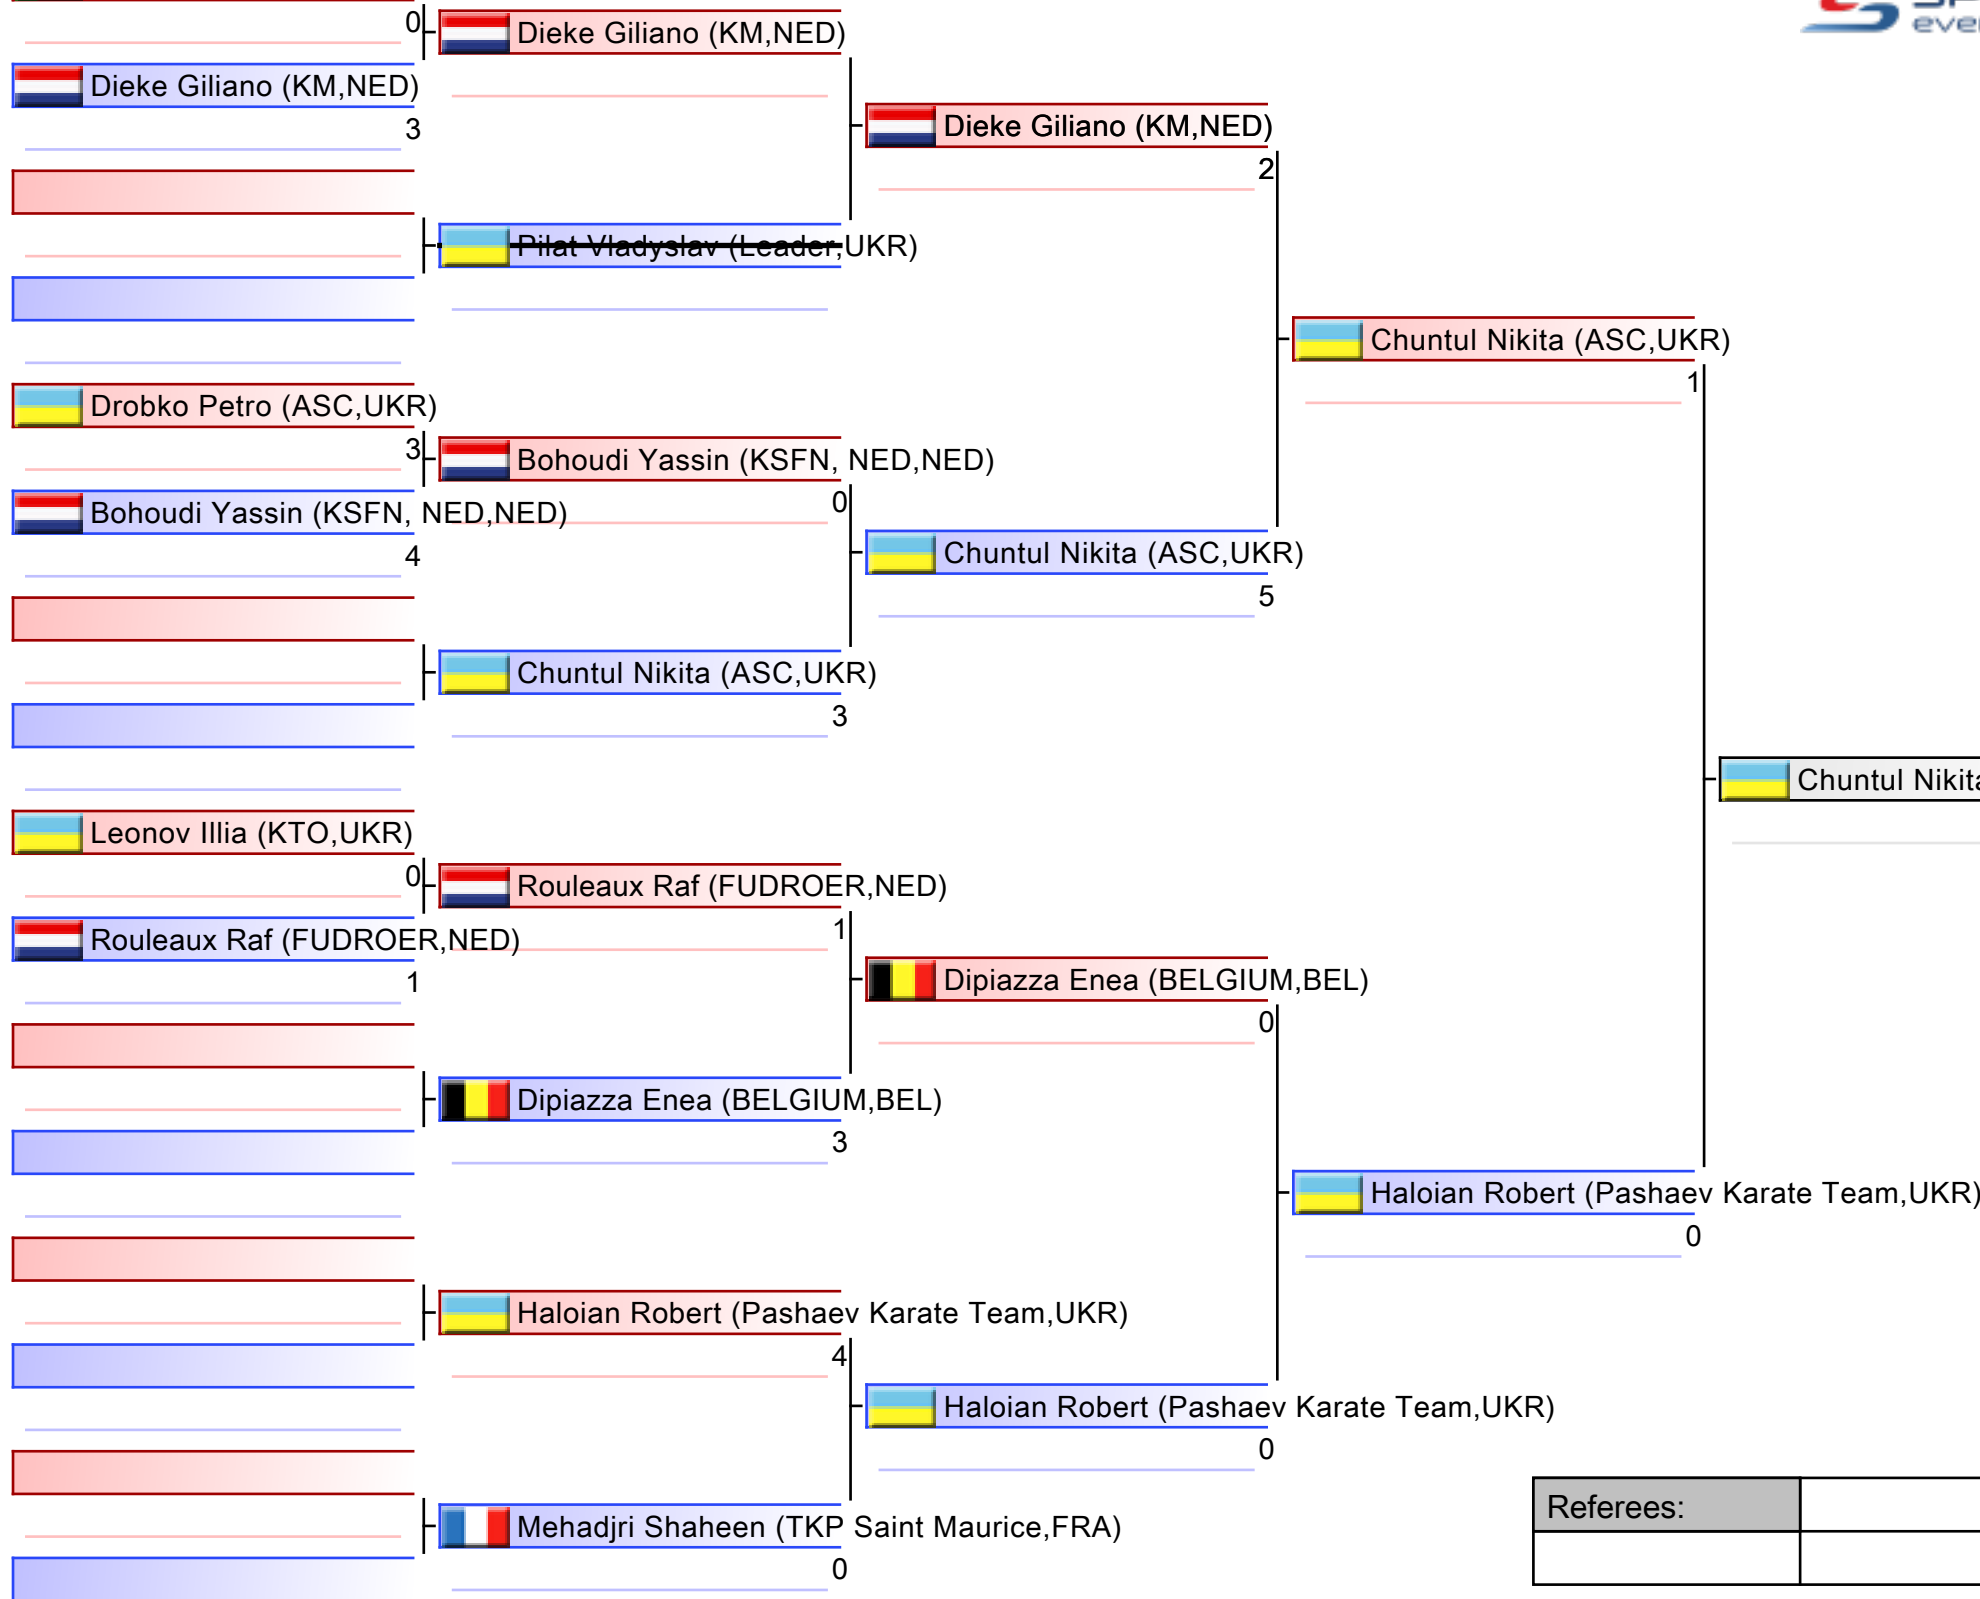 0
Dieke Giliano (KM,NED)
Dieke Giliano (KM,NED)
3
Dieke Giliano (KM,NED)
2
Pilat Vladyslav (Leader,UKR)
Chuntul Nikita (ASC,UKR)
1
Drobko Petro (ASC,UKR)
3
Bohoudi Yassin (KSFN, NED,NED)
0
Bohoudi Yassin (KSFN, NED,NED)
4
Chuntul Nikita (ASC,UKR)
5
Chuntul Nikita (ASC,UKR)
3
Chuntul Nikita
Leonov Illia (KTO,UKR)
0
Rouleaux Raf (FUDROER,NED)
1
Rouleaux Raf (FUDROER,NED)
1
Dipiazza Enea (BELGIUM,BEL)
0
Dipiazza Enea (BELGIUM,BEL)
3
Haloian Robert (Pashaev Karate Team,UKR)
0
Haloian Robert (Pashaev Karate Team,UKR)
4
Haloian Robert (Pashaev Karate Team,UKR)
0
Mehadjri Shaheen (TKP Saint Maurice,FRA)
0
Referees: